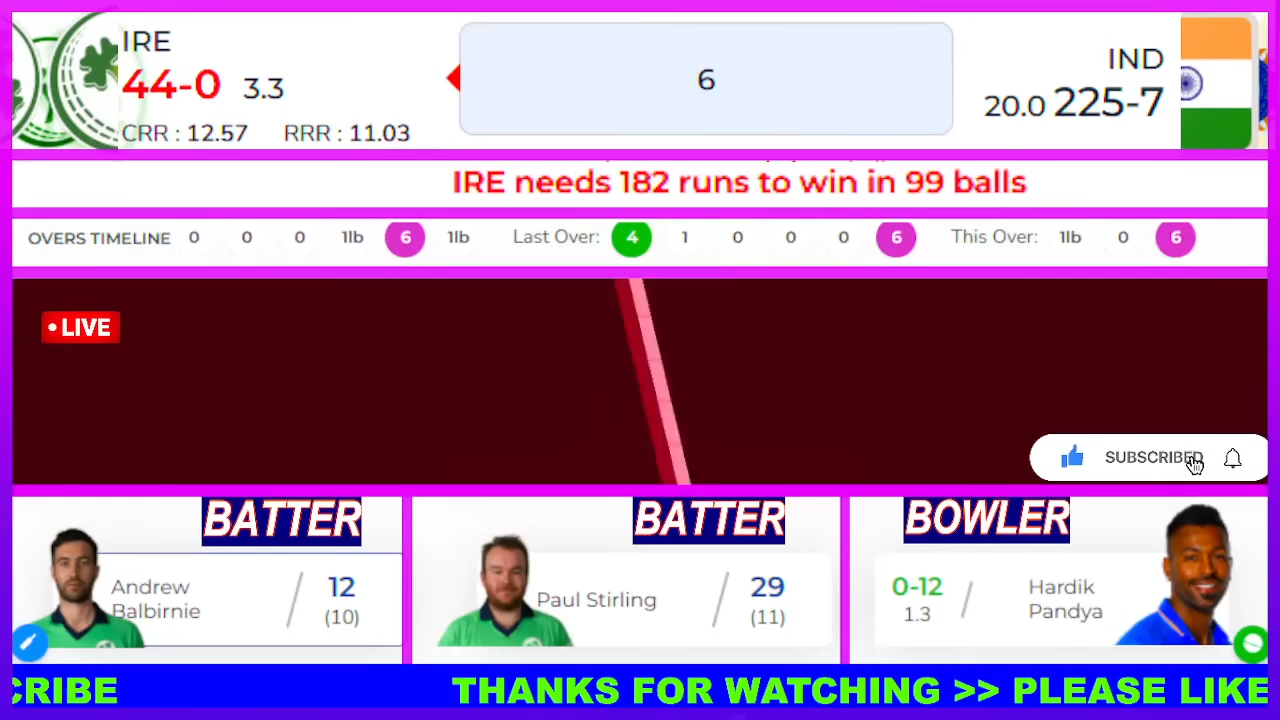 IRE
44-0 3.3
CRR : 12.57 RRR : 11.03
6
IND
20.0 225-7
IRE needs 182 runs to win in 99 balls
OVERS TIMELINE 0 0 0 1lb 6 1lb Last Over: 4 1 0 0 0 6 This Over: 1lb 0 6
• LIVE
SUBSCRIBED
BATTER
Andrew
Balbirnie
12
(10)
BATTER
Paul Stirling
29
(11)
BOWLER
0-12
1.3
Hardik
Pandya
CRIBE THANKS FOR WATCHING >> PLEASE LIKE